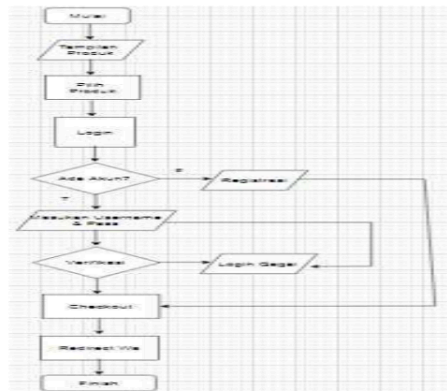 Mulai
Tampilan
Produk
Pilih
Produk
Login
Ada Akun?
F
Registrasi
T
Masukan Username
& Pass
Verifikasi
Login Gagal
Checkout
Redirect Wa
Finish